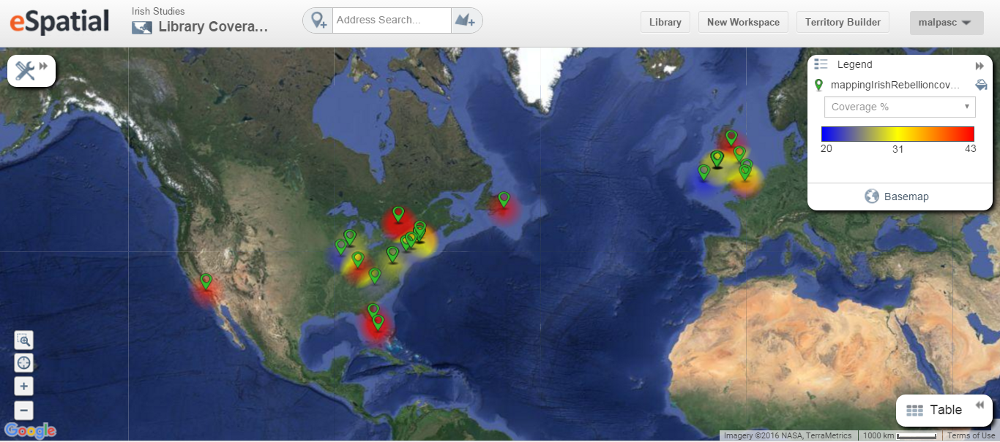 eSpatial
Irish Studies
Library Covera...
Address Search...
Library
New Workspace
Territory Builder
malpasc
Legend
mappingIrishRebellioncov...
Coverage %
20
31
43
Basemap
Table
Google
Imagery ©2016 NASA, TerraMetrics
1000 km
Terms of Use